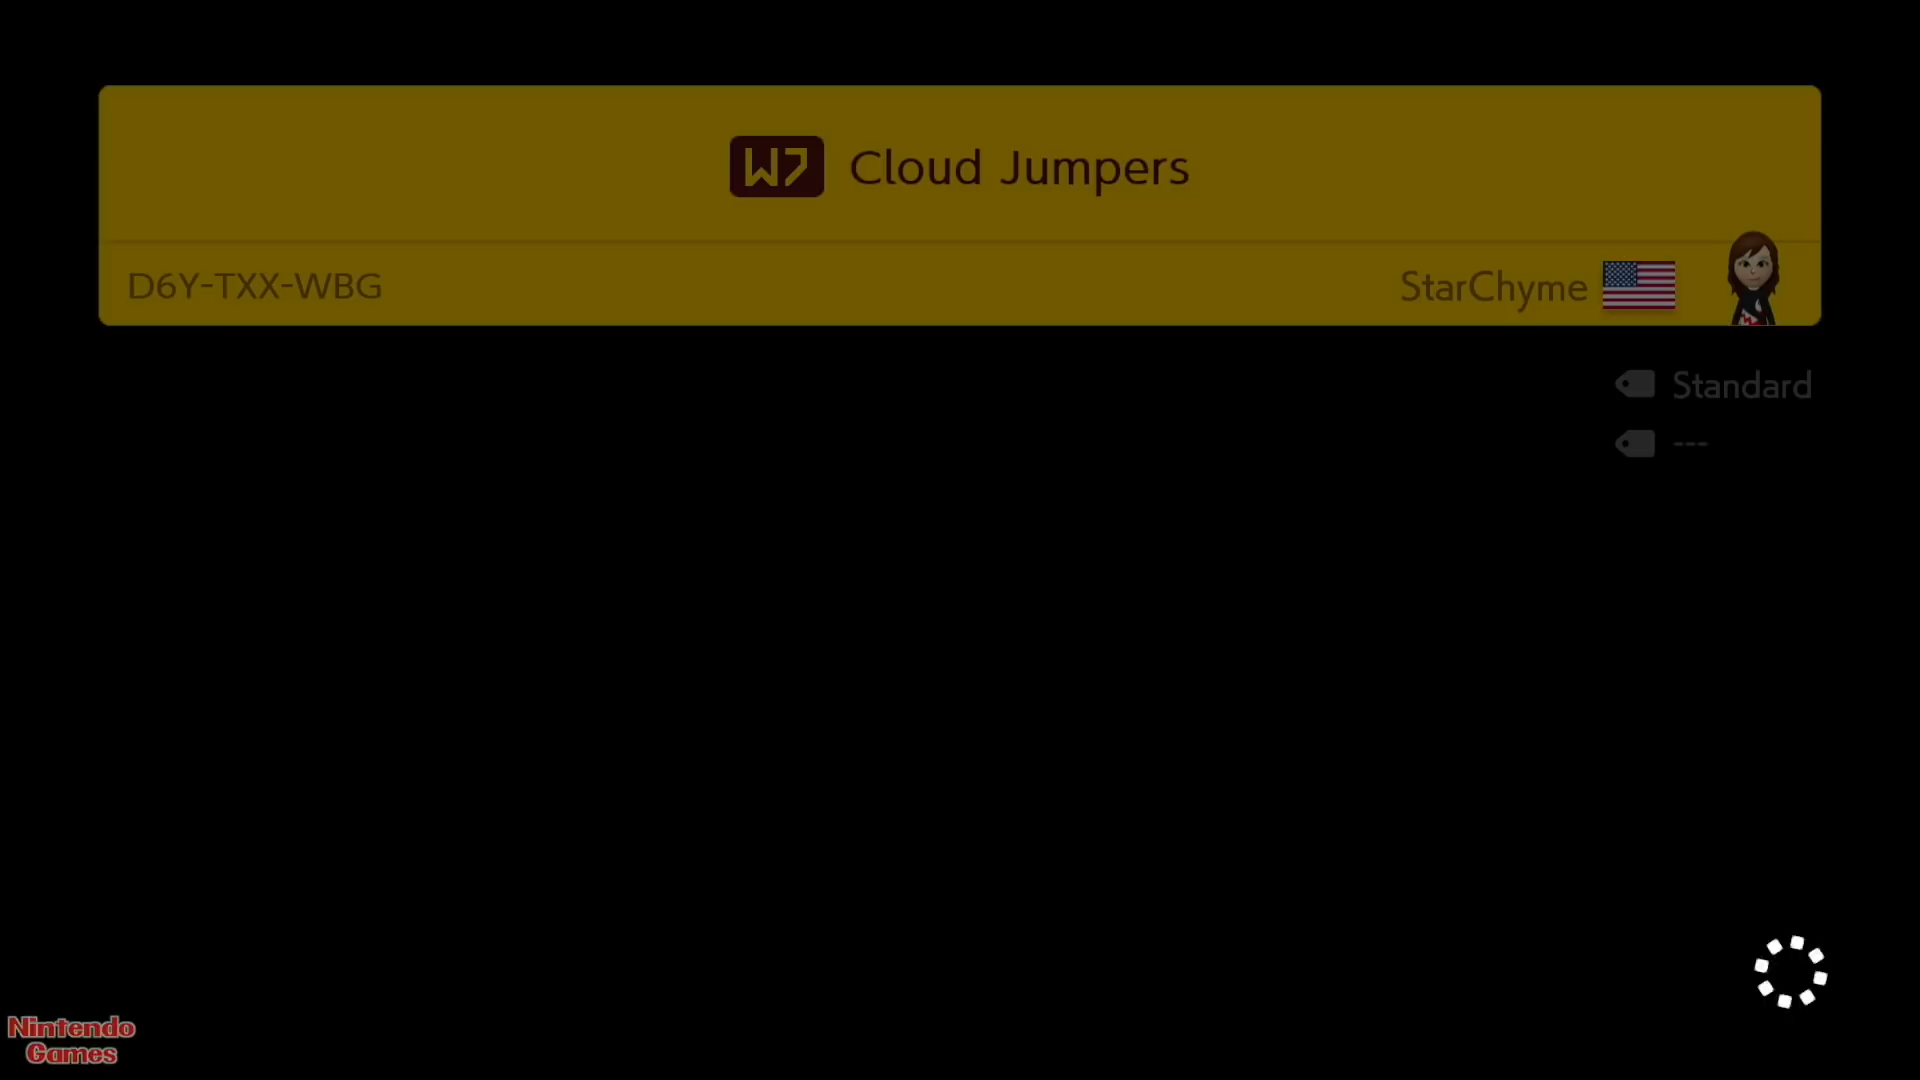 W7 Cloud Jumpers
D6Y-TXX-WBG
StarChyme
Standard
---
Nintendo
Games